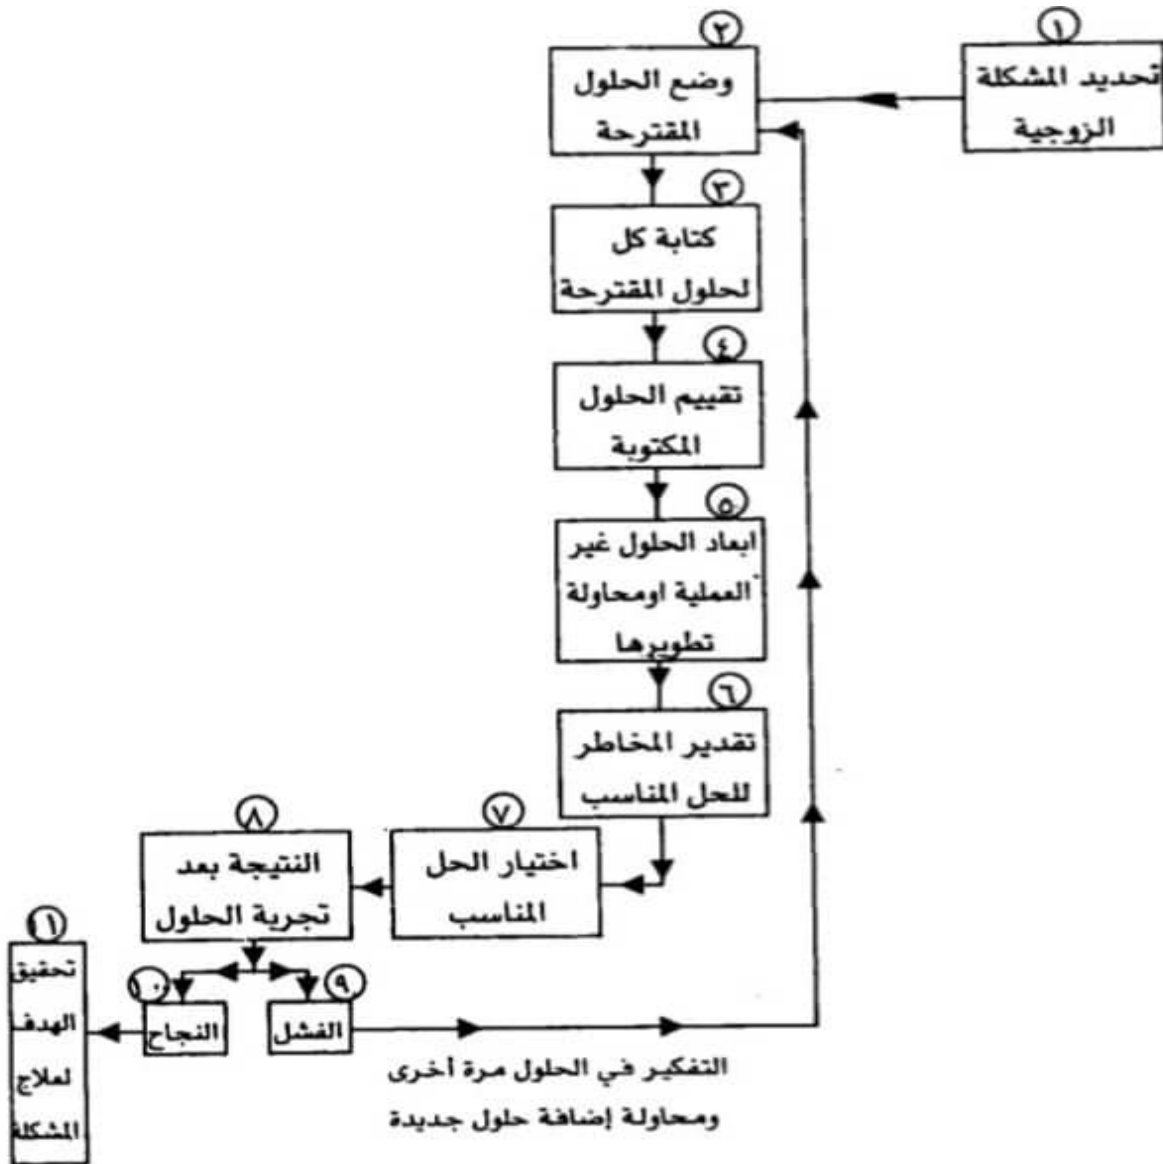 ١
تحديد المشكلة
الزوجية
٢
وضع الحلول
المقترحة
٣
كتابة كل
لحلول المقترحة
٤
تقييم الحلول
المكتوبة
٥
ابعاد الحلول غير
العملية اومحاولة
تطويرها
٦
تقدير المخاطر
للحل المناسب
٧
اختيار الحل
المناسب
٨
النتيجة بعد
تجربة الحلول
٩
الفشل
التفكير في الحلول مرة أخرى
ومحاولة إضافة حلول جديدة
١٠
النجاح
١١
تحقيق
الهدف
لعلاج
المشكلة